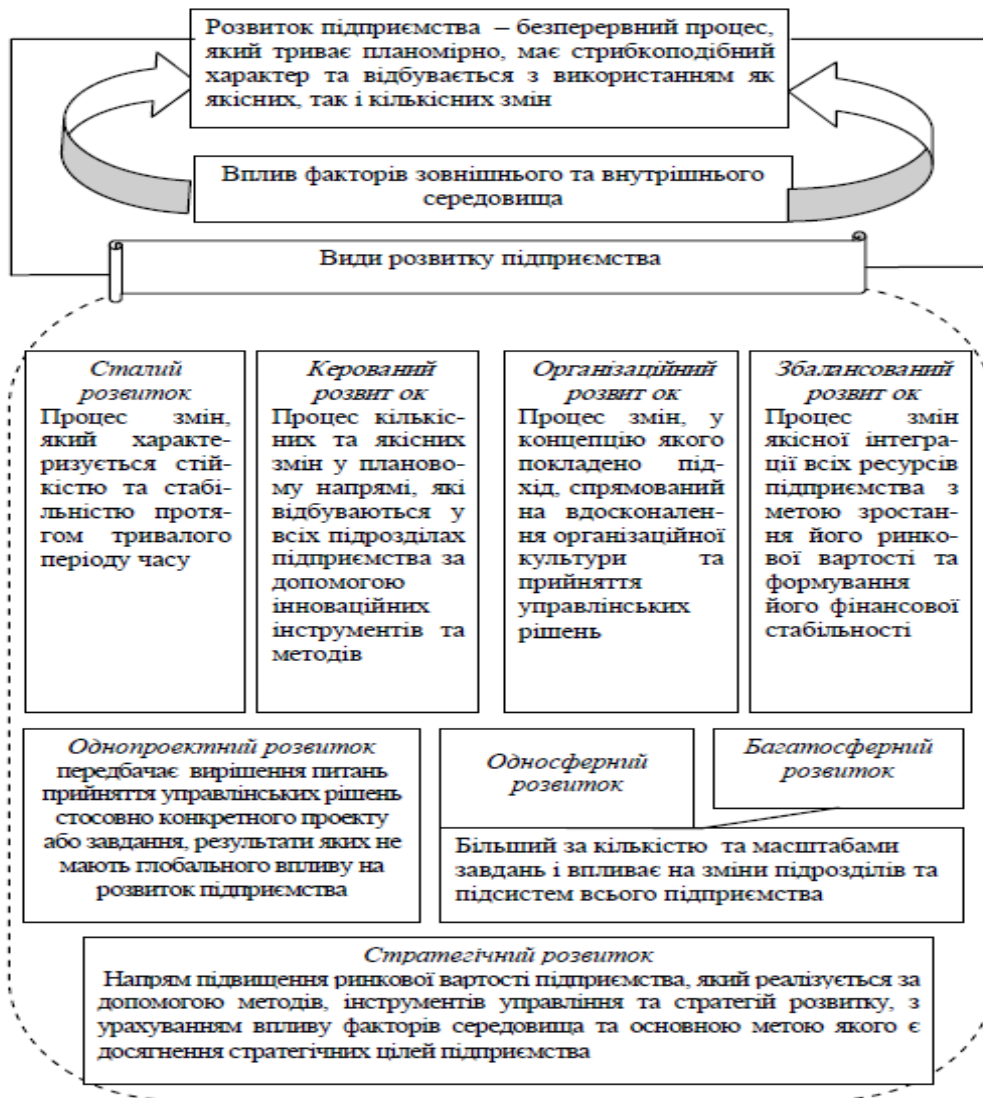 Розвиток підприємства – безперервний процес,
який триває планомірно, має стрибкоподібний
характер та відбувається з використанням як
якісних, так і кількісних змін
Вплив факторів зовнішнього та внутрішнього
середовища
Види розвитку підприємства
Сталий
розвиток
Процес змін,
який характе-
ризується стій-
кістю та стабі-
льністю протя-
гом тривалого
періоду часу
Керований
розвит ок
Процес кількіс-
них та якісних
змін у планово-
му напрямі, які
відбуваються у
всіх підрозділах
підприємства за
допомогою
інноваційних
інструментів та
методів
Організаційний
розвит ок
Процес змін, у
концепцію якого
покладено під-
хід, спрямований
на вдосконален-
ня організаційної
культури та
прийняття
управлінських
рішень
Збалансований
розвит ок
Процес змін
якісної інтегра-
ції всіх ресурсів
підприємства з
метою зростан-
ня його ринко-
вої вартості та
формування
його фінансової
стабільності
Однопроектний розвиток
передбачає вирішення питань
прийняття управлінських рішень
стосовно конкретного проекту
або завдання, результати яких не
мають глобального впливу на
розвиток підприємства
Односферний
розвиток
Багатосферний
розвиток
Більший за кількістю та масштабами
завдань і впливає на зміни підрозділів та
підсистем всього підприємства
Стратегічний розвиток
Напрям підвищення ринкової вартості підприємства, який реалізується за
допомогою методів, інструментів управління та стратегій розвитку, з
урахуванням впливу факторів середовища та основною метою якого є
досягнення стратегічних цілей підприємства